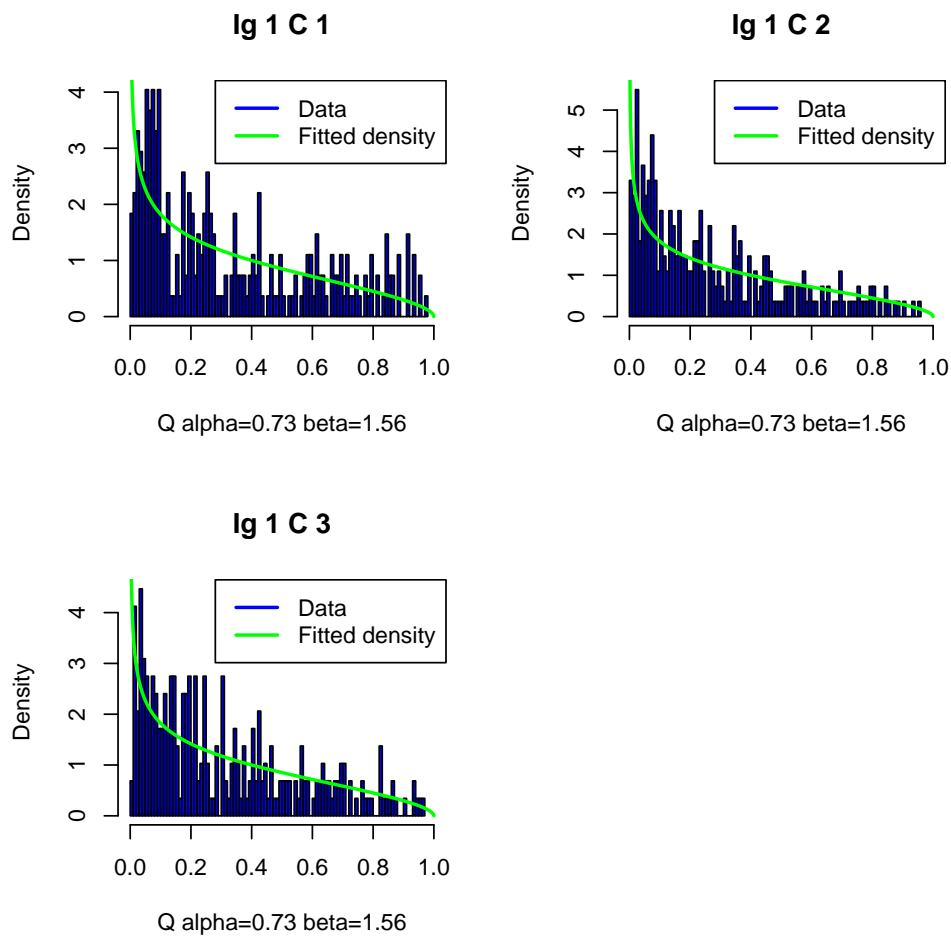 Ig 1 C 1
Density
4
3
2
1
0
Data
Fitted density
0.0 0.2 0.4 0.6 0.8 1.0
Q alpha=0.73 beta=1.56
Ig 1 C 2
Density
5
4
3
2
1
0
Data
Fitted density
0.0 0.2 0.4 0.6 0.8 1.0
Q alpha=0.73 beta=1.56
Ig 1 C 3
Density
4
3
2
1
0
Data
Fitted density
0.0 0.2 0.4 0.6 0.8 1.0
Q alpha=0.73 beta=1.56